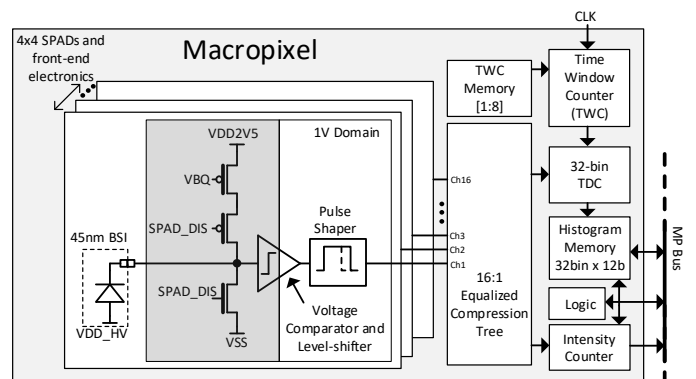 CLK
4x4 SPADs and
front-end
electronics
Macropixel
TWC
Memory
[1:8]
Time
Window
Counter
(TWC)
VDD2V5
1V Domain
VBQ
SPAD_DIS
Pulse
Shaper
45nm BSI
SPAD_DIS
VDD_HV
VSS
Voltage
Comparator and
Level-shifter
Ch16
Ch3
Ch2
Ch1
16:1
Equalized
Compression
Tree
32-bin
TDC
Histogram
Memory
32bin x 12b
Logic
Intensity
Counter
MP Bus